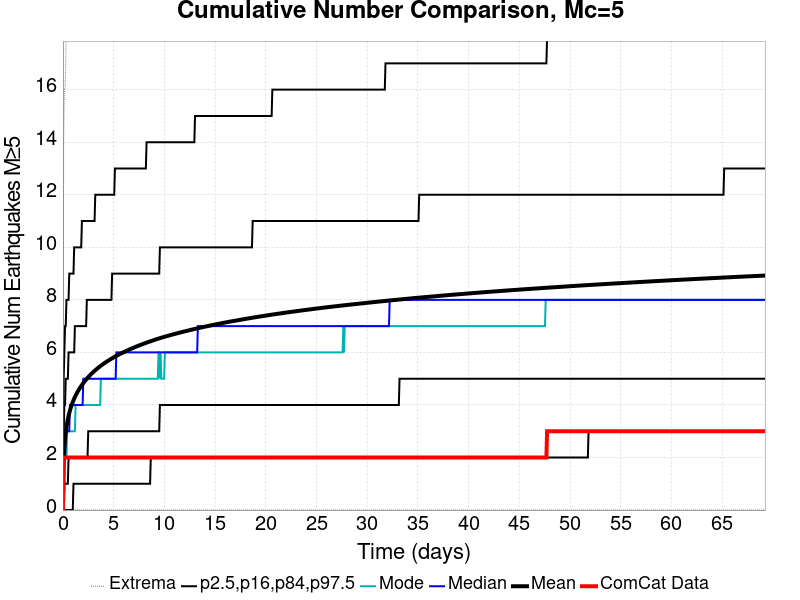 Cumulative Number Comparison, Mc=5
Cumulative Num Earthquakes M≥5
16
14
12
10
8
6
4
2
0
0 5 10 15 20 25 30 35 40 45 50 55 60 65
Time (days)
Extrema p2.5,p16,p84,p97.5 Mode Median Mean ComCat Data